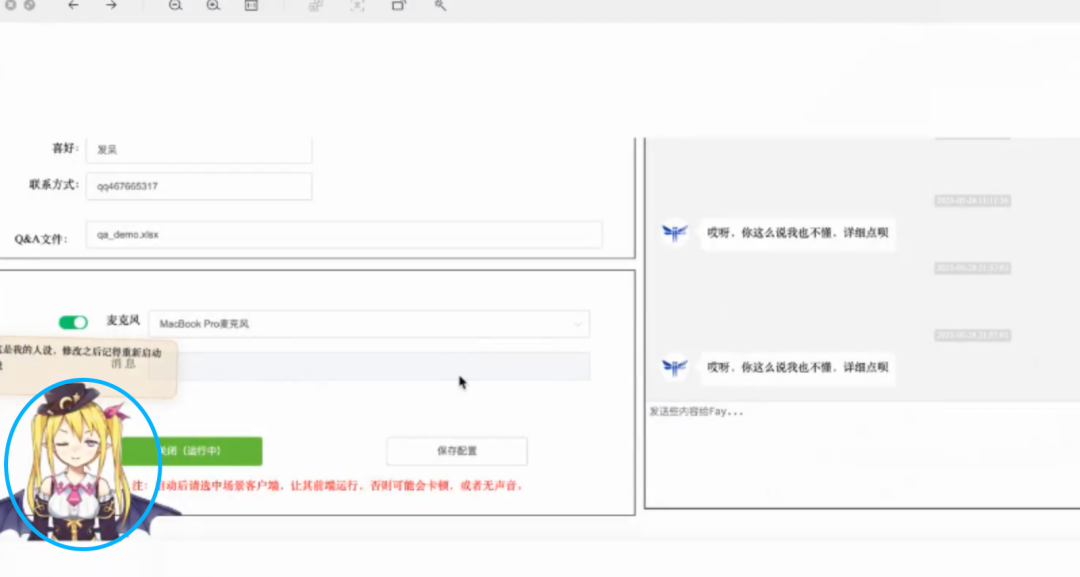 喜好:
发呆
联系方式:
qq467665317
Q&A文件:
qa_demo.xlsx
麦克风
MacBook Pro麦克风
是我的人设，修改之后记得重新启动
消息
关闭（运行中）
保存配置
注：启动后请选中场景客户端，让其前端运行，否则可能会卡顿，或者无声音。
哎呀，你这么说我也不懂，详细点呗
哎呀，你这么说我也不懂，详细点呗
发送些内容给Fay...